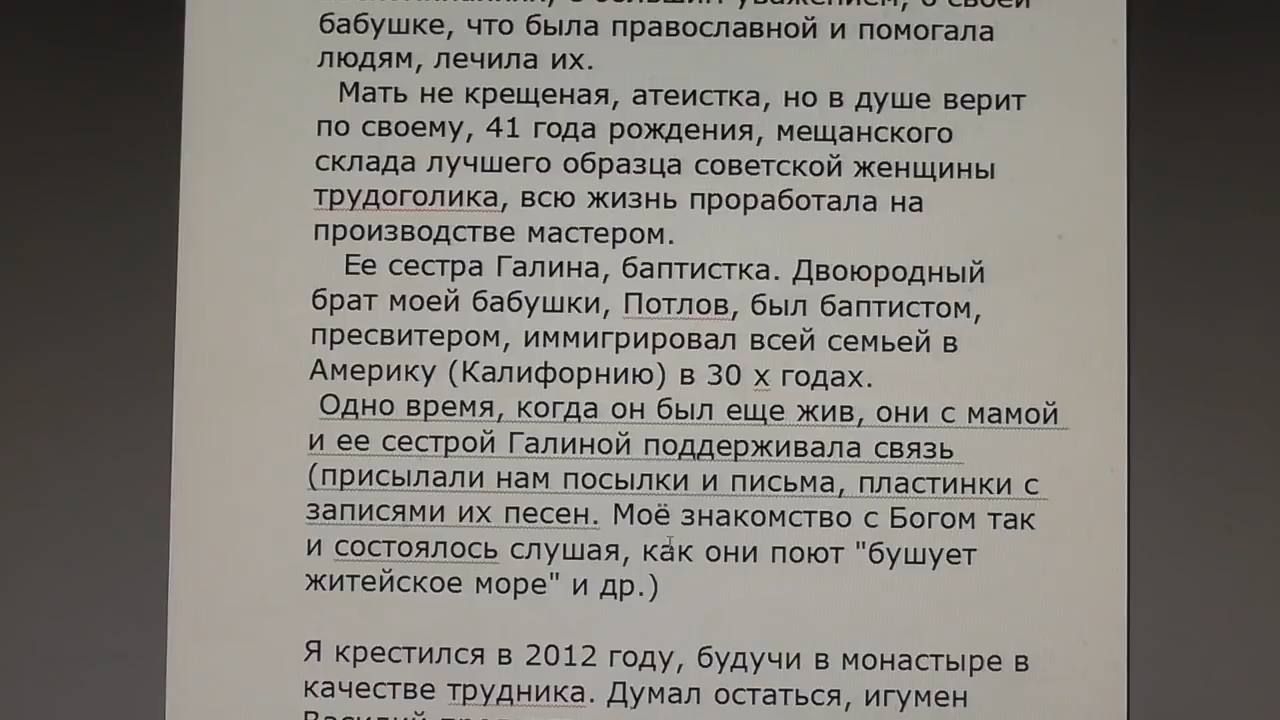 бабушке, что была православной и помогала
людям, лечила их.
Мать не крещеная, атеистка, но в душе верит
по своему, 41 года рождения, мещанского
склада лучшего образца советской женщины
трудоголика, всю жизнь проработала на
производстве мастером.
Ее сестра Галина, баптистка. Двоюродный
брат моей бабушки, Потлов, был баптистом,
пресвитером, иммигрировал всей семьей в
Америку (Калифорнию) в 30 х годах.
Одно время, когда он был еще жив, они с мамой
и ее сестрой Галиной поддерживала связь
(присылали нам посылки и письма, пластинки с
записями их песен. Моё знакомство с Богом так
и состоялось слушая, как они поют "бушует
житейское море" и др.)
Я крестился в 2012 году, будучи в монастыре в
качестве трудника. Думал остаться, игумен